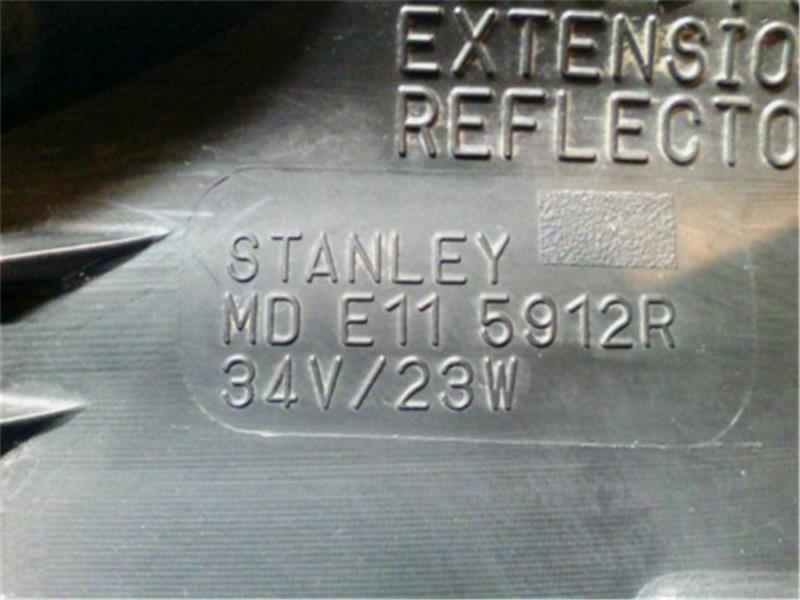 EXTENSIO
REFLECTO
STANLEY
MD E11 5912R
34V/23W